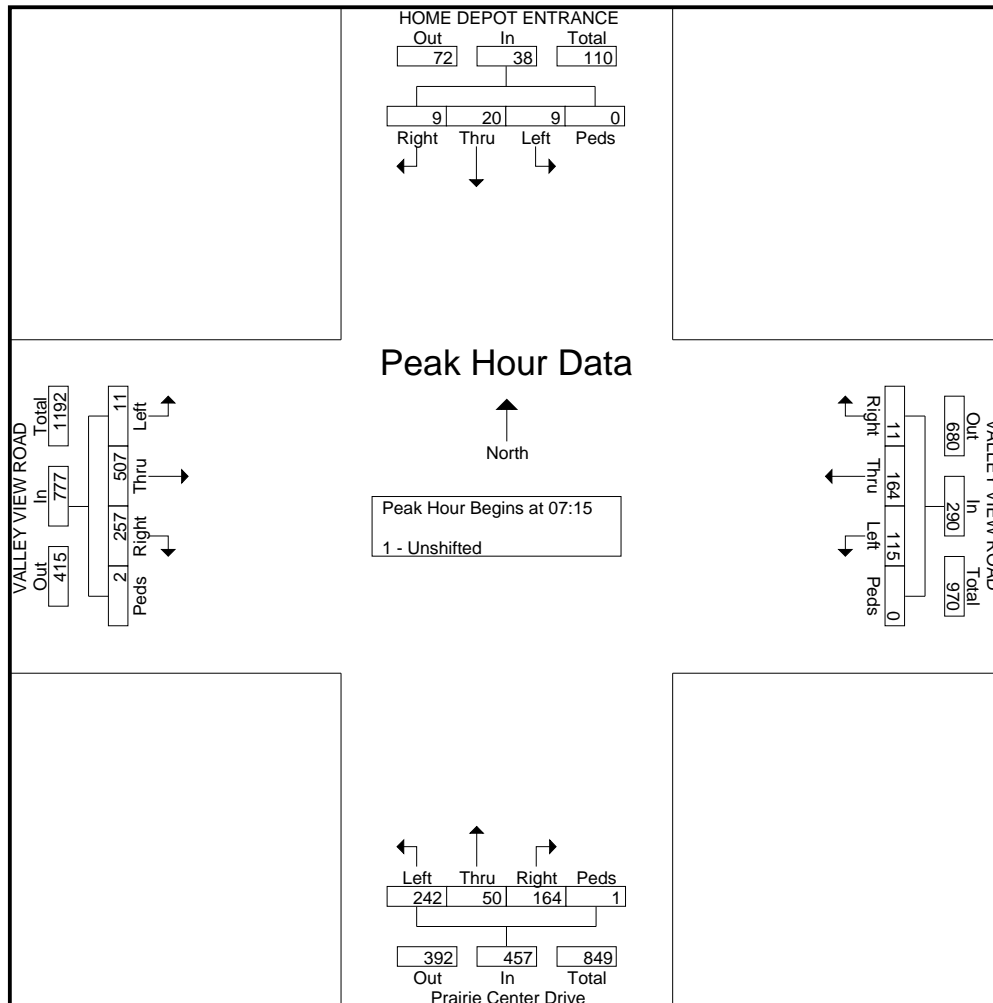 HOME DEPOT ENTRANCE
Out In Total
72 38 110
9 20 9 0
Right Thru Left Peds
Peak Hour Data
North
Peak Hour Begins at 07:15
1 - Unshifted
VALLEY VIEW ROAD
Out In Total
415 777 1192
2 257 507 11
Peds Right Thru Left
VALLEY VIEW ROAD
Out In Total
680 290 970
11 164 115 0
Right Thru Left Peds
Left Thru Right Peds
242 50 164 1
392 457 849
Out In Total
Prairie Center Drive